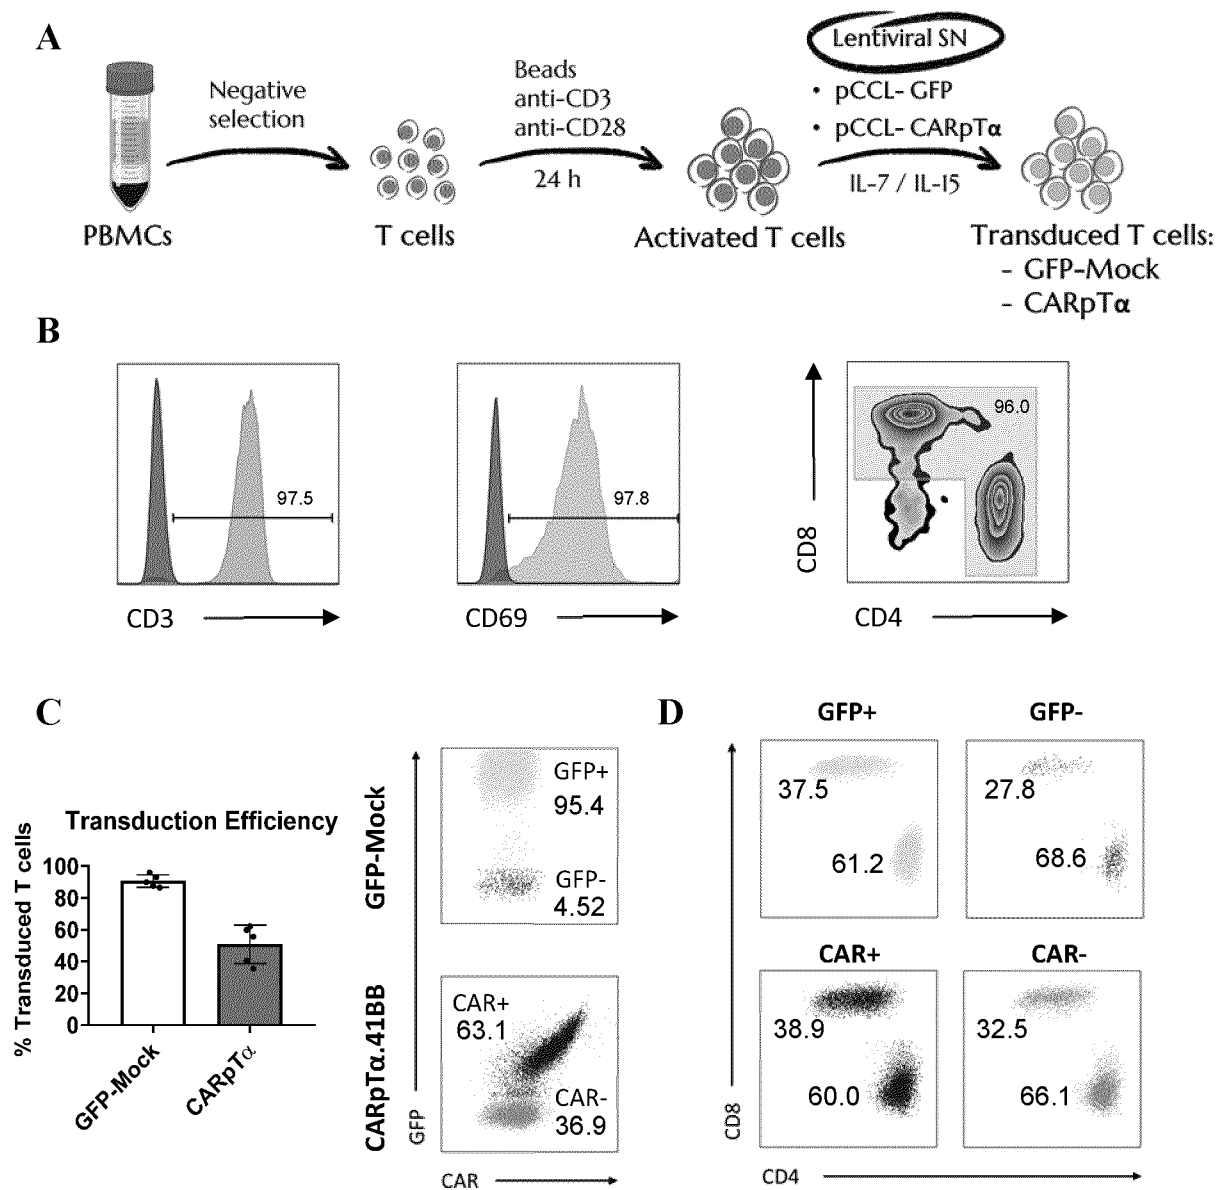 A
Lentiviral SN
• pCCL- GFP
• pCCL- CARpTα
IL-7 / IL-15
Negative
selection
Beads
anti-CD3
anti-CD28
24 h
PBMCs
T cells
Activated T cells
Transduced T cells:
- GFP-Mock
- CARpTα
B
97.5
CD3
97.8
CD69
96.0
CD8
CD4
C
Transduction Efficiency
% Transduced T cells
100
80
60
40
20
0
GFP-Mock
CARpTα
GFP-Mock
GFP+
95.4
GFP-
4.52
CARpTα.41BB
CAR+
63.1
CAR-
36.9
GFP
CAR
D
GFP+
GFP-
37.5
61.2
27.8
68.6
CAR+
CAR-
38.9
60.0
32.5
66.1
CD8
CD4